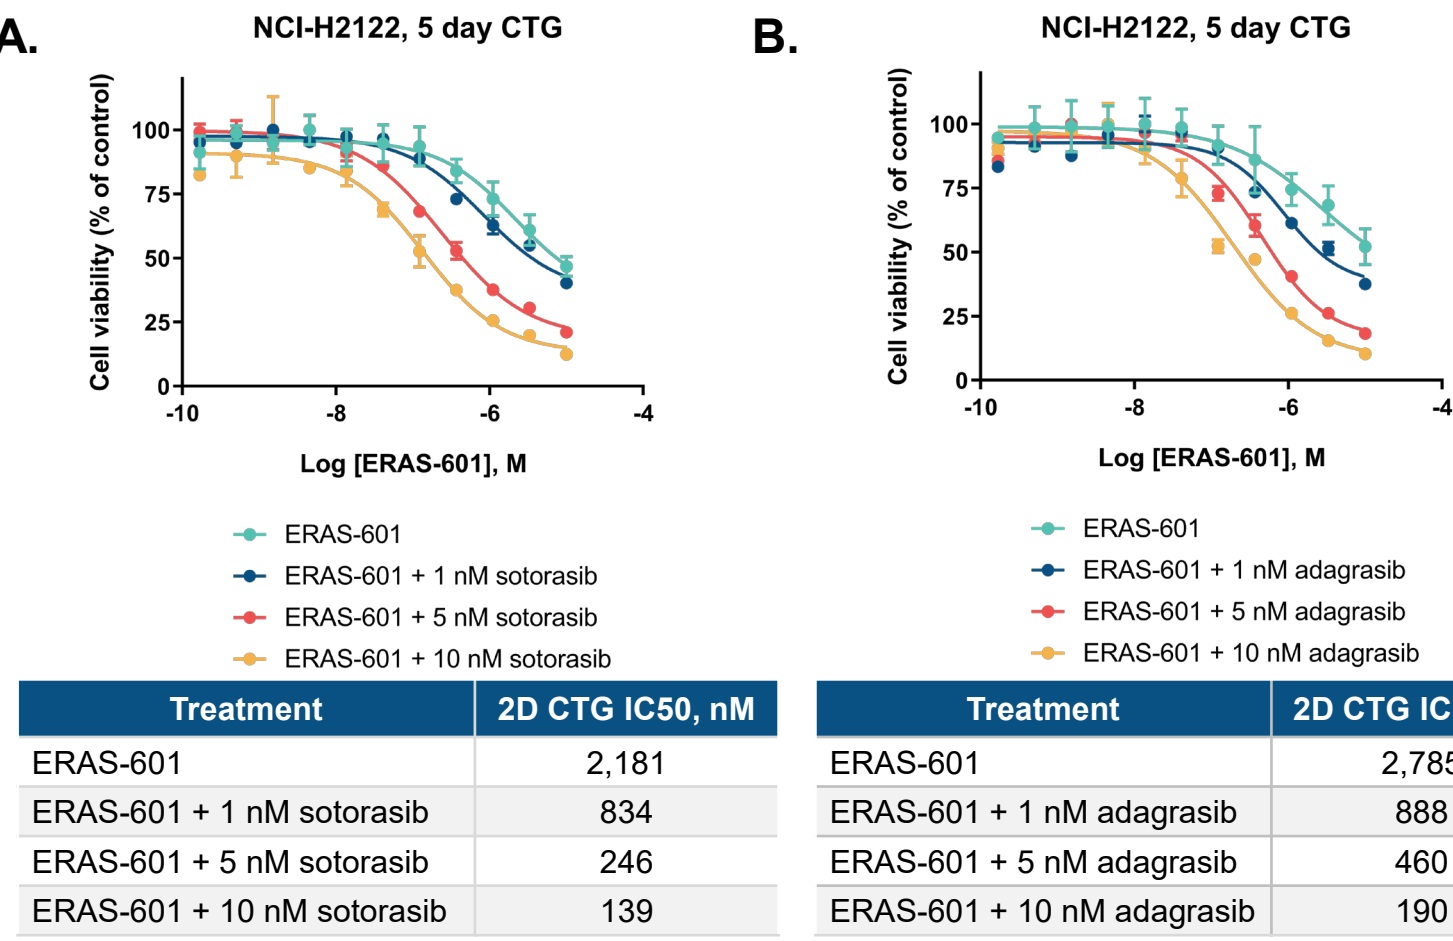 A.
NCI-H2122, 5 day CTG
Cell viability (% of control)
100
75
50
25
0
-10
-8
-6
-4
Log [ERAS-601], M
ERAS-601
ERAS-601 + 1 nM sotorasib
ERAS-601 + 5 nM sotorasib
ERAS-601 + 10 nM sotorasib
Treatment 2D CTG IC50, nM
ERAS-601 2,181
ERAS-601 + 1 nM sotorasib 834
ERAS-601 + 5 nM sotorasib 246
ERAS-601 + 10 nM sotorasib 139
B.
NCI-H2122, 5 day CTG
Cell viability (% of control)
100
75
50
25
0
-10
-8
-6
-4
Log [ERAS-601], M
ERAS-601
ERAS-601 + 1 nM adagrasib
ERAS-601 + 5 nM adagrasib
ERAS-601 + 10 nM adagrasib
Treatment 2D CTG IC
ERAS-601 2,785
ERAS-601 + 1 nM adagrasib 888
ERAS-601 + 5 nM adagrasib 460
ERAS-601 + 10 nM adagrasib 190